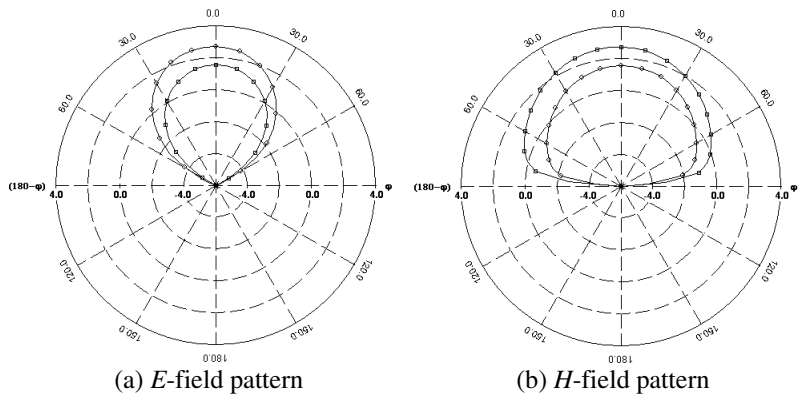 0.0 0.0
30.0 30.0 30.0 30.0
60.0 60.0 60.0 60.0
(180-φ) φ (180-φ) φ
4.0 0.0 -4.0 -4.0 0.0 4.0 4.0 0.0 -4.0 -4.0 0.0 4.0
120.0 120.0 120.0 120.0
150.0 150.0 150.0 150.0
180.0 180.0
(a) E-field pattern (b) H-field pattern